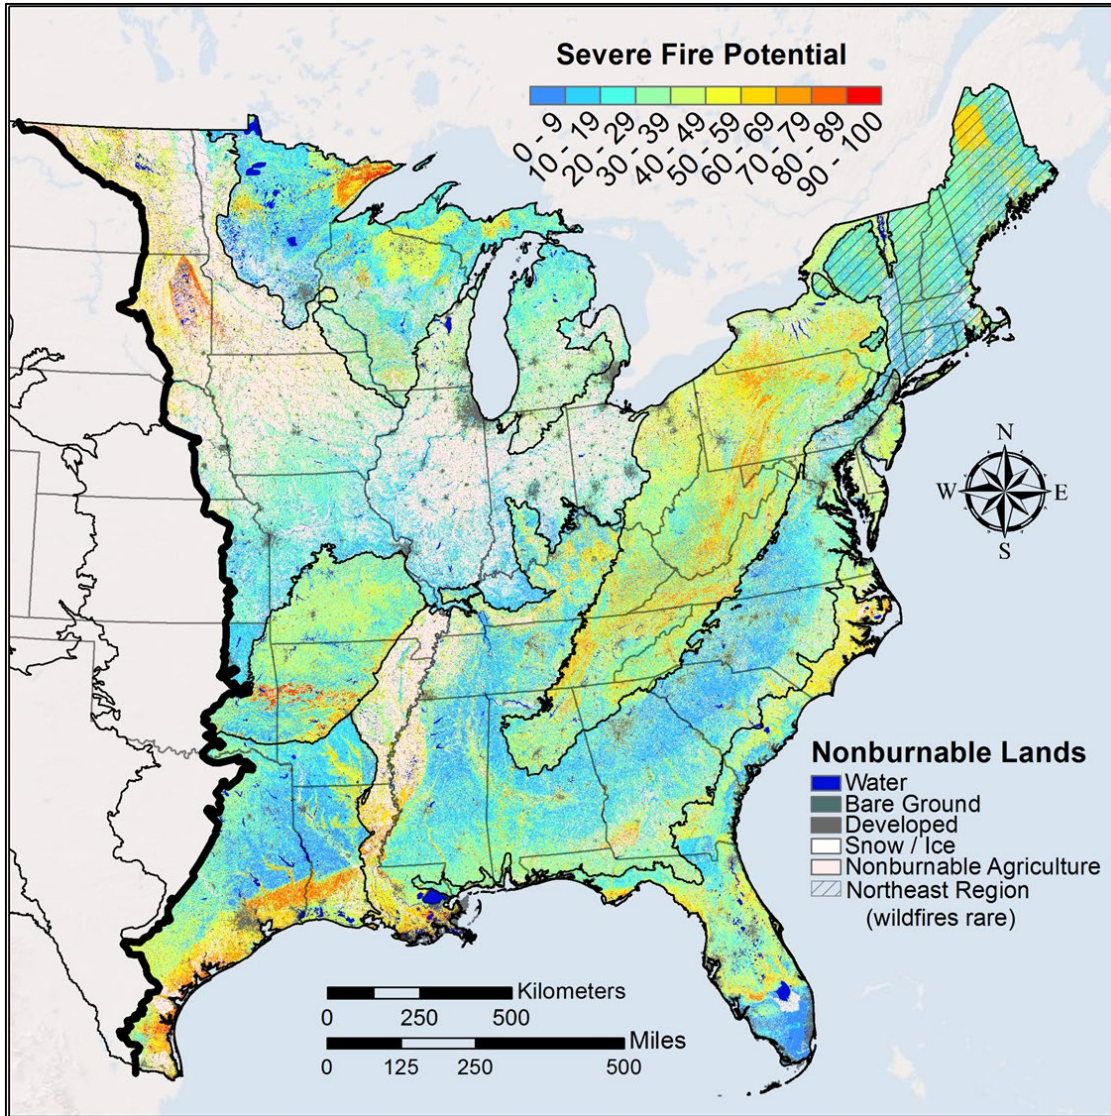 Severe Fire Potential
0 - 9
10 - 19
20 - 29
30 - 39
40 - 49
50 - 59
60 - 69
70 - 79
80 - 89
90 - 100
N
W E
S
Nonburnable Lands
Water
Bare Ground
Developed
Snow / Ice
Nonburnable Agriculture
Northeast Region
(wildfires rare)
Kilometers
0 250 500
Miles
0 125 250 500